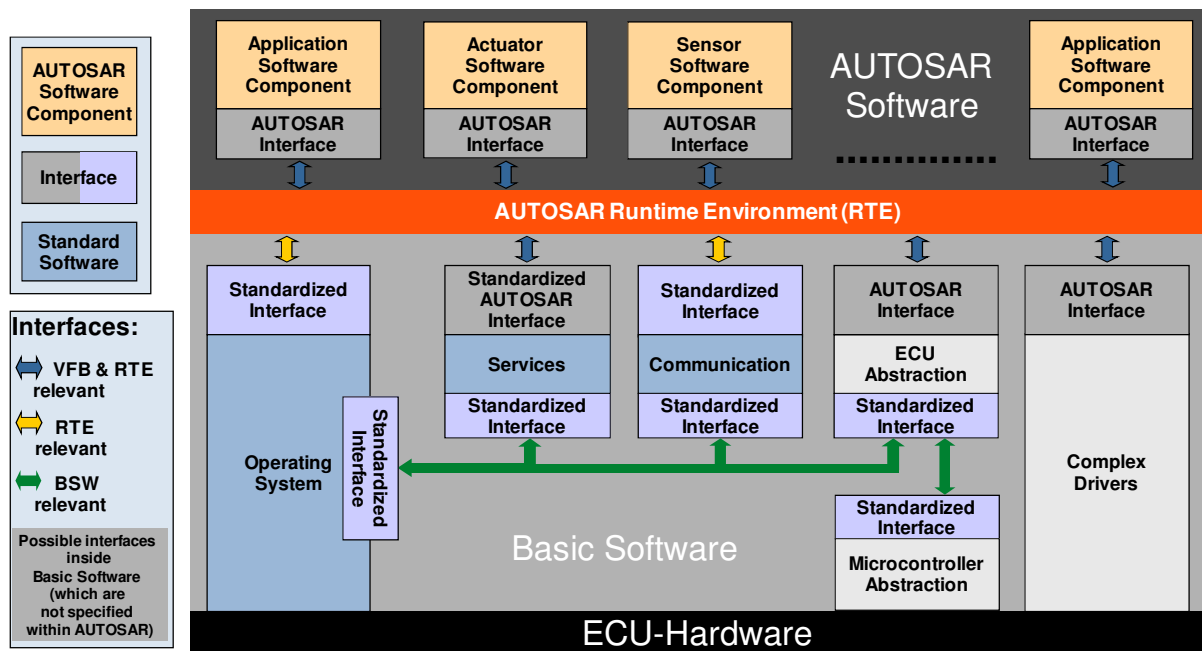 AUTOSAR
Software
Component
Interface
Standard
Software
Interfaces:
VFB & RTE
relevant
RTE
relevant
BSW
relevant
Possible interfaces
inside
Basic Software
(which are
not specified
within AUTOSAR)
Application
Software
Component
AUTOSAR
Interface
Actuator
Software
Component
AUTOSAR
Interface
Sensor
Software
Component
AUTOSAR
Interface
AUTOSAR
Software
..............
Application
Software
Component
AUTOSAR
Interface
AUTOSAR Runtime Environment (RTE)
Standardized
Interface
Operating
System
Standardized
Interface
Standardized
AUTOSAR
Interface
Services
Standardized
Interface
Standardized
Interface
Communication
Standardized
Interface
AUTOSAR
Interface
ECU
Abstraction
Standardized
Interface
Standardized
Interface
Microcontroller
Abstraction
AUTOSAR
Interface
Complex
Drivers
Basic Software
ECU-Hardware